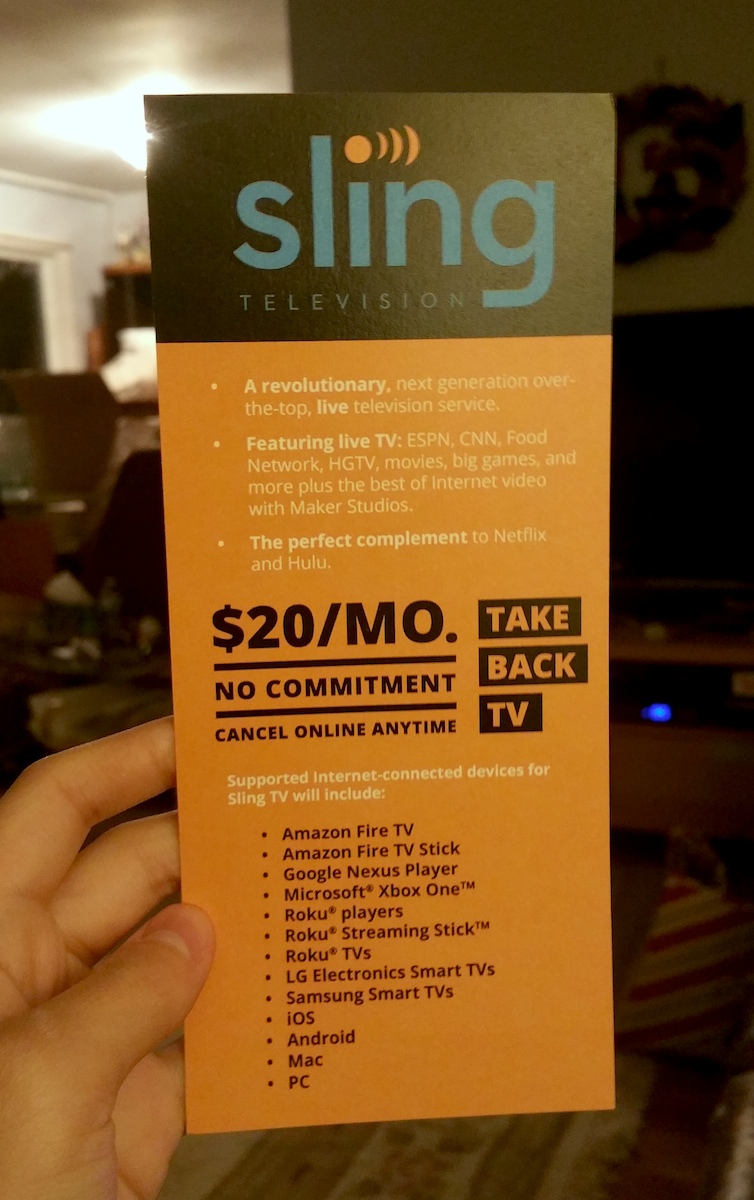 sling
TELEVISION
• A revolutionary, next generation over-
the-top, live television service.
• Featuring live TV: ESPN, CNN, Food
Network, HGTV, movies, big games, and
more plus the best of Internet video
with Maker Studios.
• The perfect complement to Netflix
and Hulu.
$20/MO.
NO COMMITMENT
CANCEL ONLINE ANYTIME
TAKE
BACK
TV
Supported Internet-connected devices for
Sling TV will include:
• Amazon Fire TV
• Amazon Fire TV Stick
• Google Nexus Player
• Microsoft® Xbox One™
• Roku® players
• Roku® Streaming Stick™
• Roku® TVs
• LG Electronics Smart TVs
• Samsung Smart TVs
• iOS
• Android
• Mac
• PC